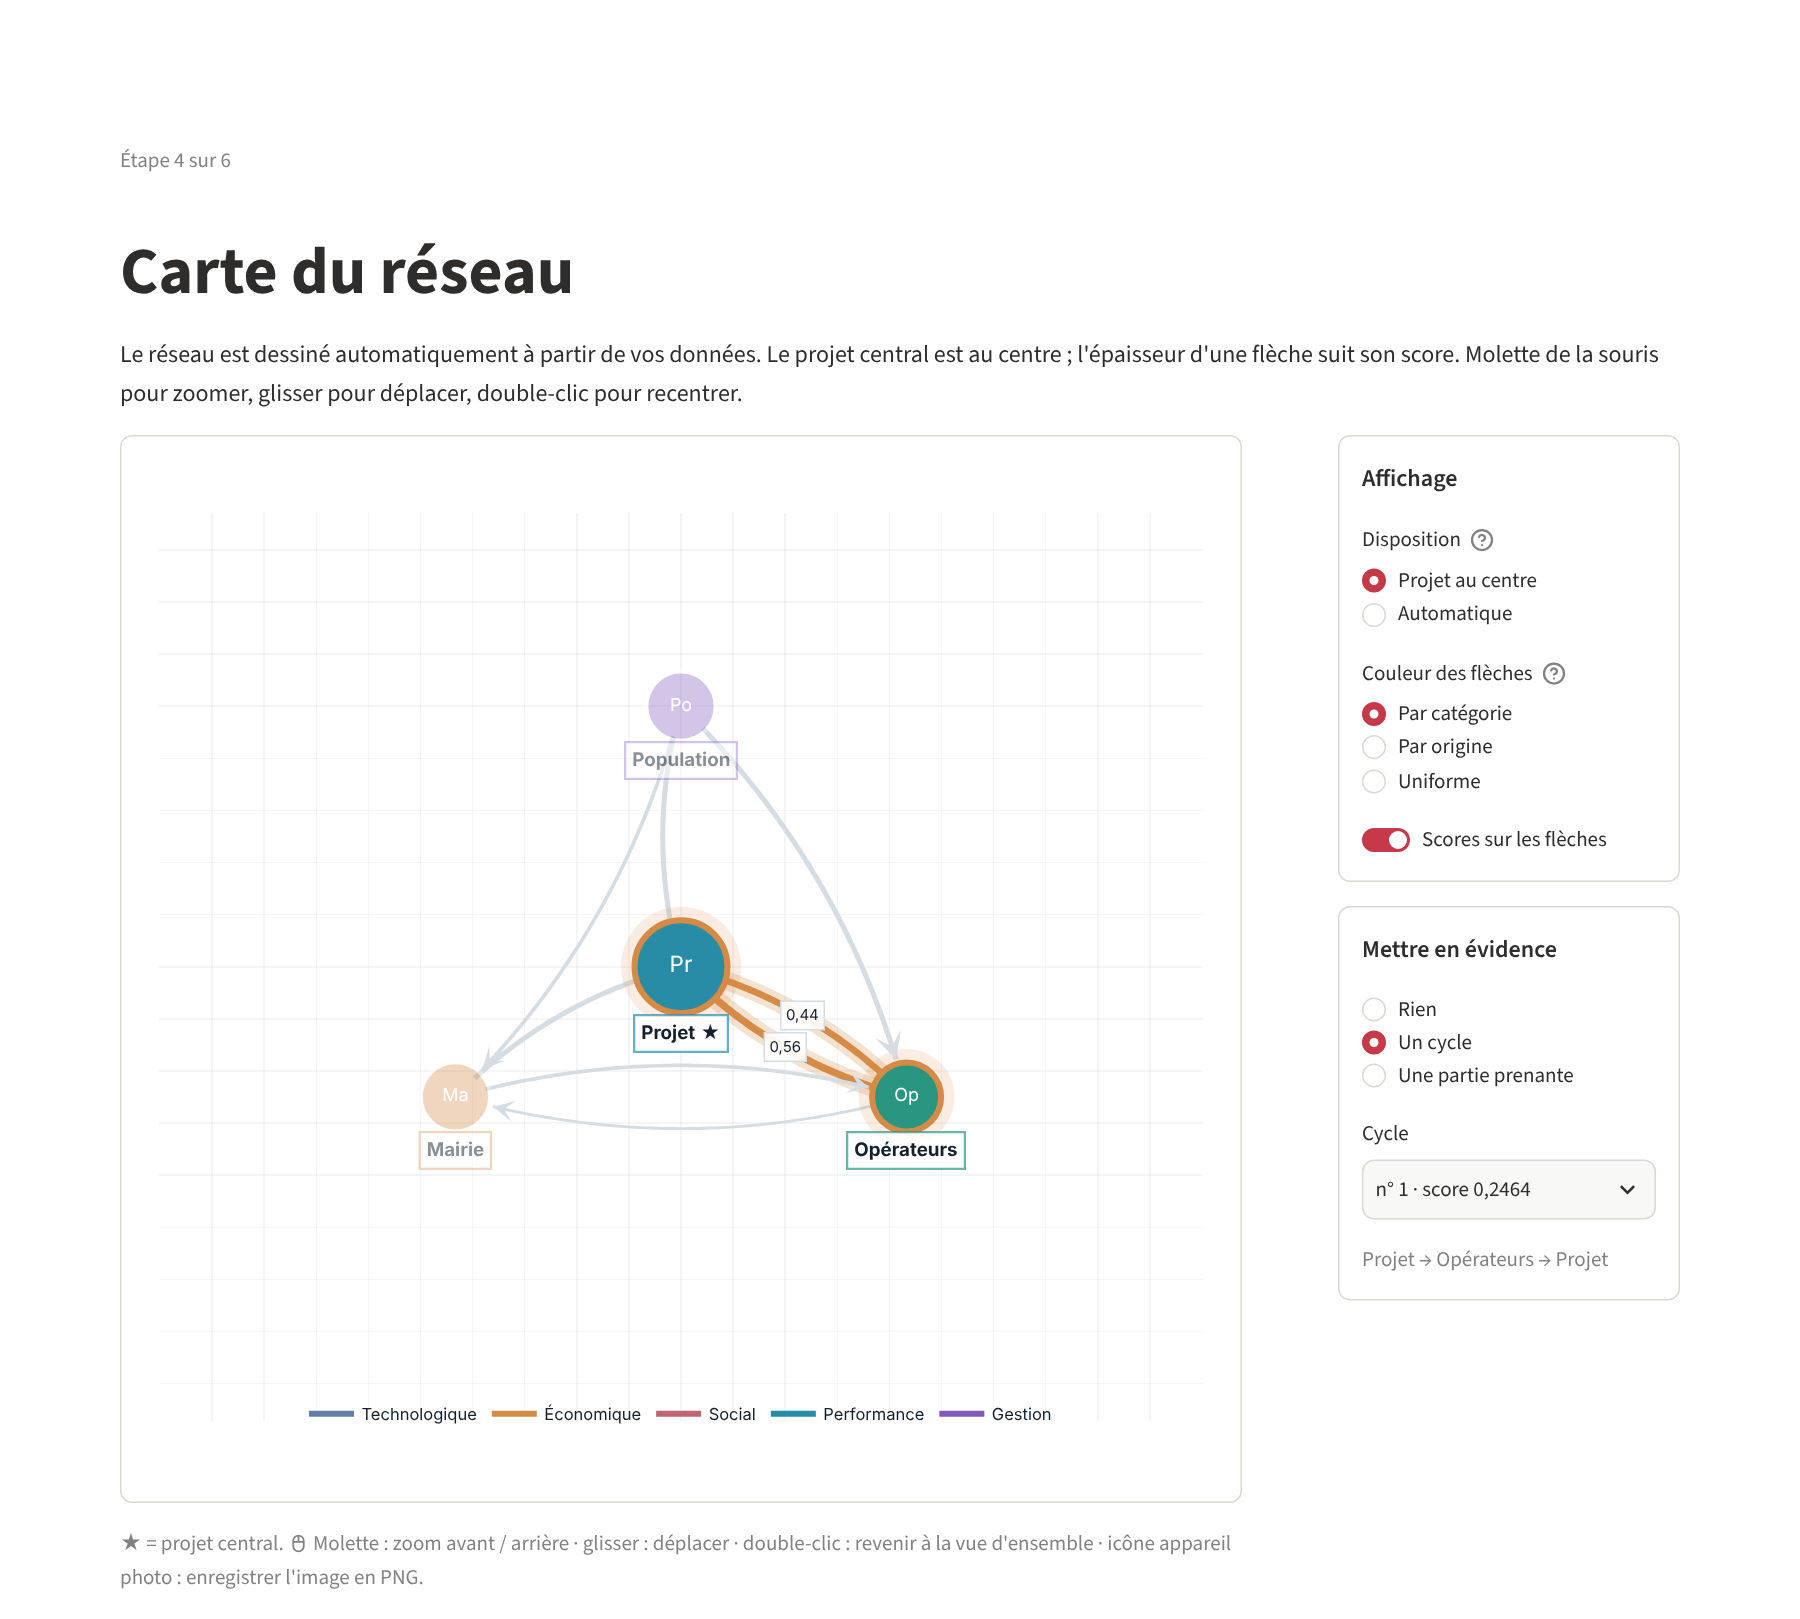 Étape 4 sur 6
Carte du réseau
Le réseau est dessiné automatiquement à partir de vos données. Le projet central est au centre ; l'épaisseur d'une flèche suit son score. Molette de la souris
pour zoomer, glisser pour déplacer, double-clic pour recentrer.
Po
Population
Pr
Projet ★
0,44
0,56
Ma
Mairie
Op
Opérateurs
Technologique
Économique
Social
Performance
Gestion
★ = projet central. 🖱 Molette : zoom avant / arrière · glisser : déplacer · double-clic : revenir à la vue d'ensemble · icône appareil
photo : enregistrer l'image en PNG.
Affichage
Disposition
Projet au centre
Automatique
Couleur des flèches
Par catégorie
Par origine
Uniforme
Scores sur les flèches
Mettre en évidence
Rien
Un cycle
Une partie prenante
Cycle
n° 1 · score 0,2464
Projet → Opérateurs → Projet